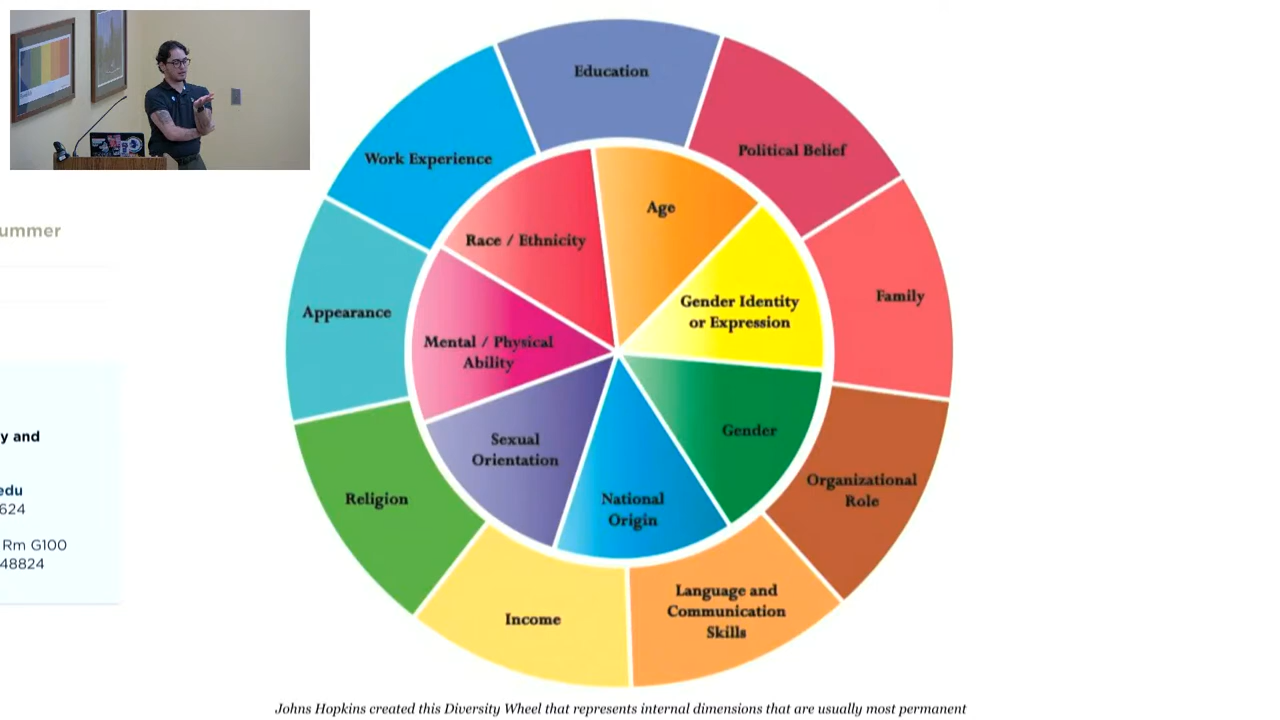 Education
Political Belief
Work Experience
Age
Race / Ethnicity
Family
Gender Identity
or Expression
Appearance
Mental / Physical
Ability
Gender
Sexual
Orientation
Organizational
Role
Religion
National
Origin
Language and
Communication
Skills
Income
Johns Hopkins created this Diversity Wheel that represents internal dimensions that are usually most permanent
ummer
y and
edu
624
Rm G100
48824